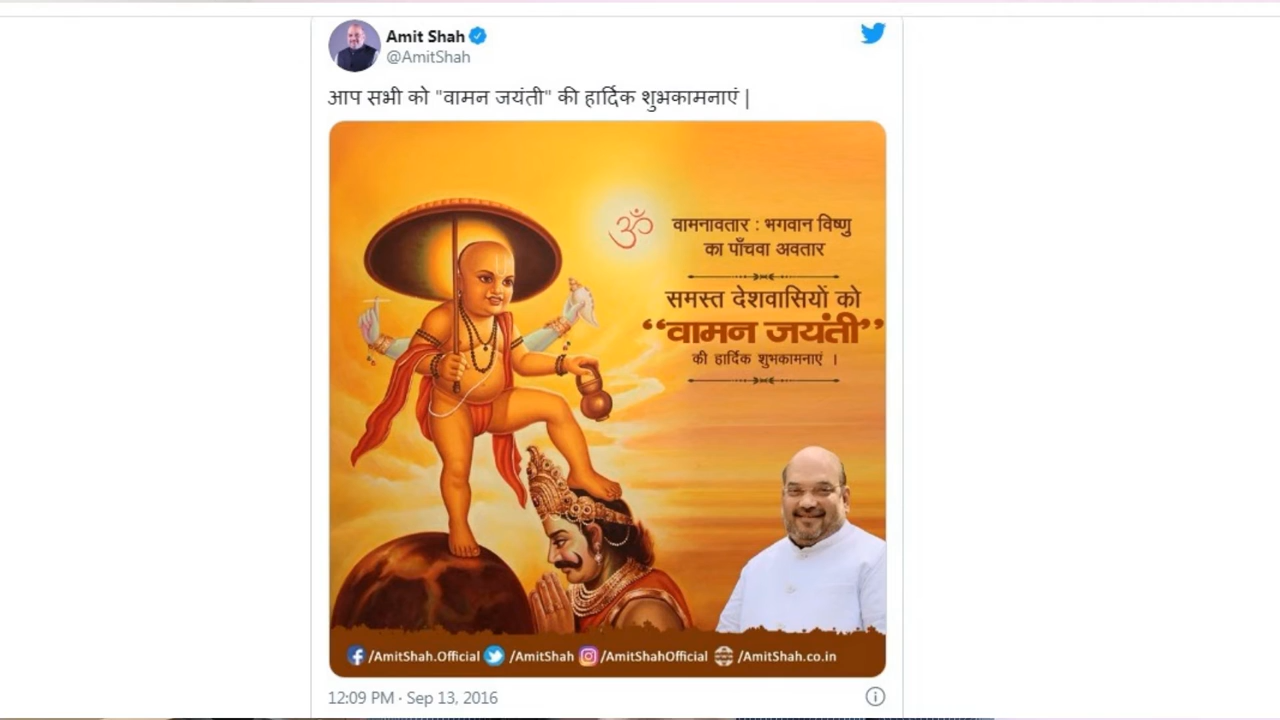 Amit Shah
@AmitShah
आप सभी को "वामन जयंती" की हार्दिक शुभकामनाएं |
ॐ
वामनावतार : भगवान विष्णु
का पाँचवा अवतार
समस्त देशवासियों को
“वामन जयंती”
की हार्दिक शुभकामनाएं ।
/AmitShah.Official /AmitShah /AmitShahOfficial /AmitShah.co.in
12:09 PM · Sep 13, 2016